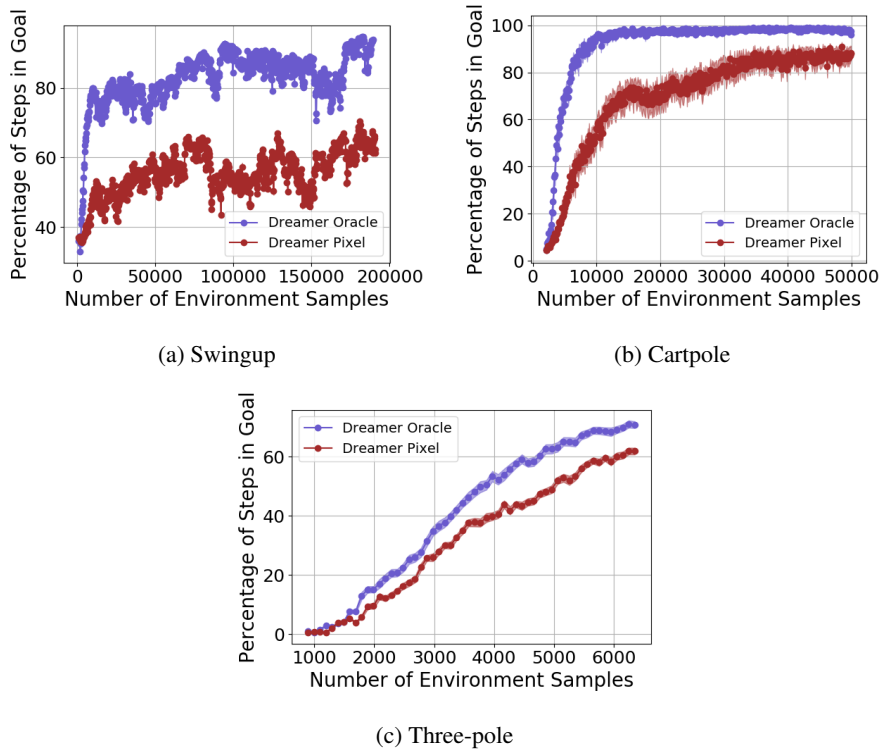 Percentage of Steps in Goal
80
60
40
Dreamer Oracle
Dreamer Pixel
0
50000
100000
150000
200000
Number of Environment Samples
(a) Swingup
Percentage of Steps in Goal
100
80
60
40
20
0
Dreamer Oracle
Dreamer Pixel
0
10000
20000
30000
40000
50000
Number of Environment Samples
(b) Cartpole
Percentage of Steps in Goal
60
40
20
0
Dreamer Oracle
Dreamer Pixel
1000
2000
3000
4000
5000
6000
Number of Environment Samples
(c) Three-pole